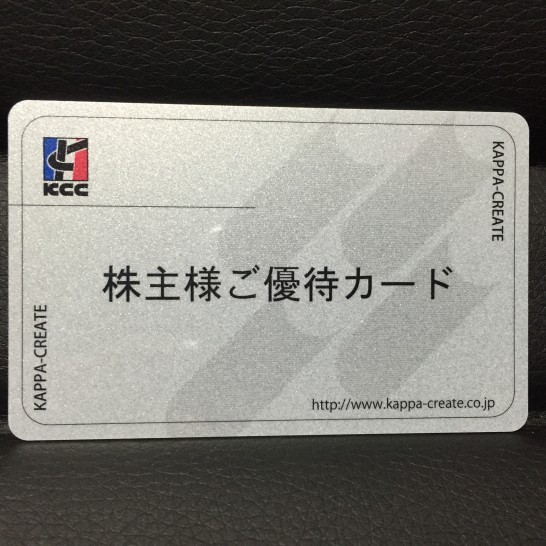 KCC
KAPPA-CREATE
株主様ご優待カード
KAPPA-CREATE
http://www.kappa-create.co.jp